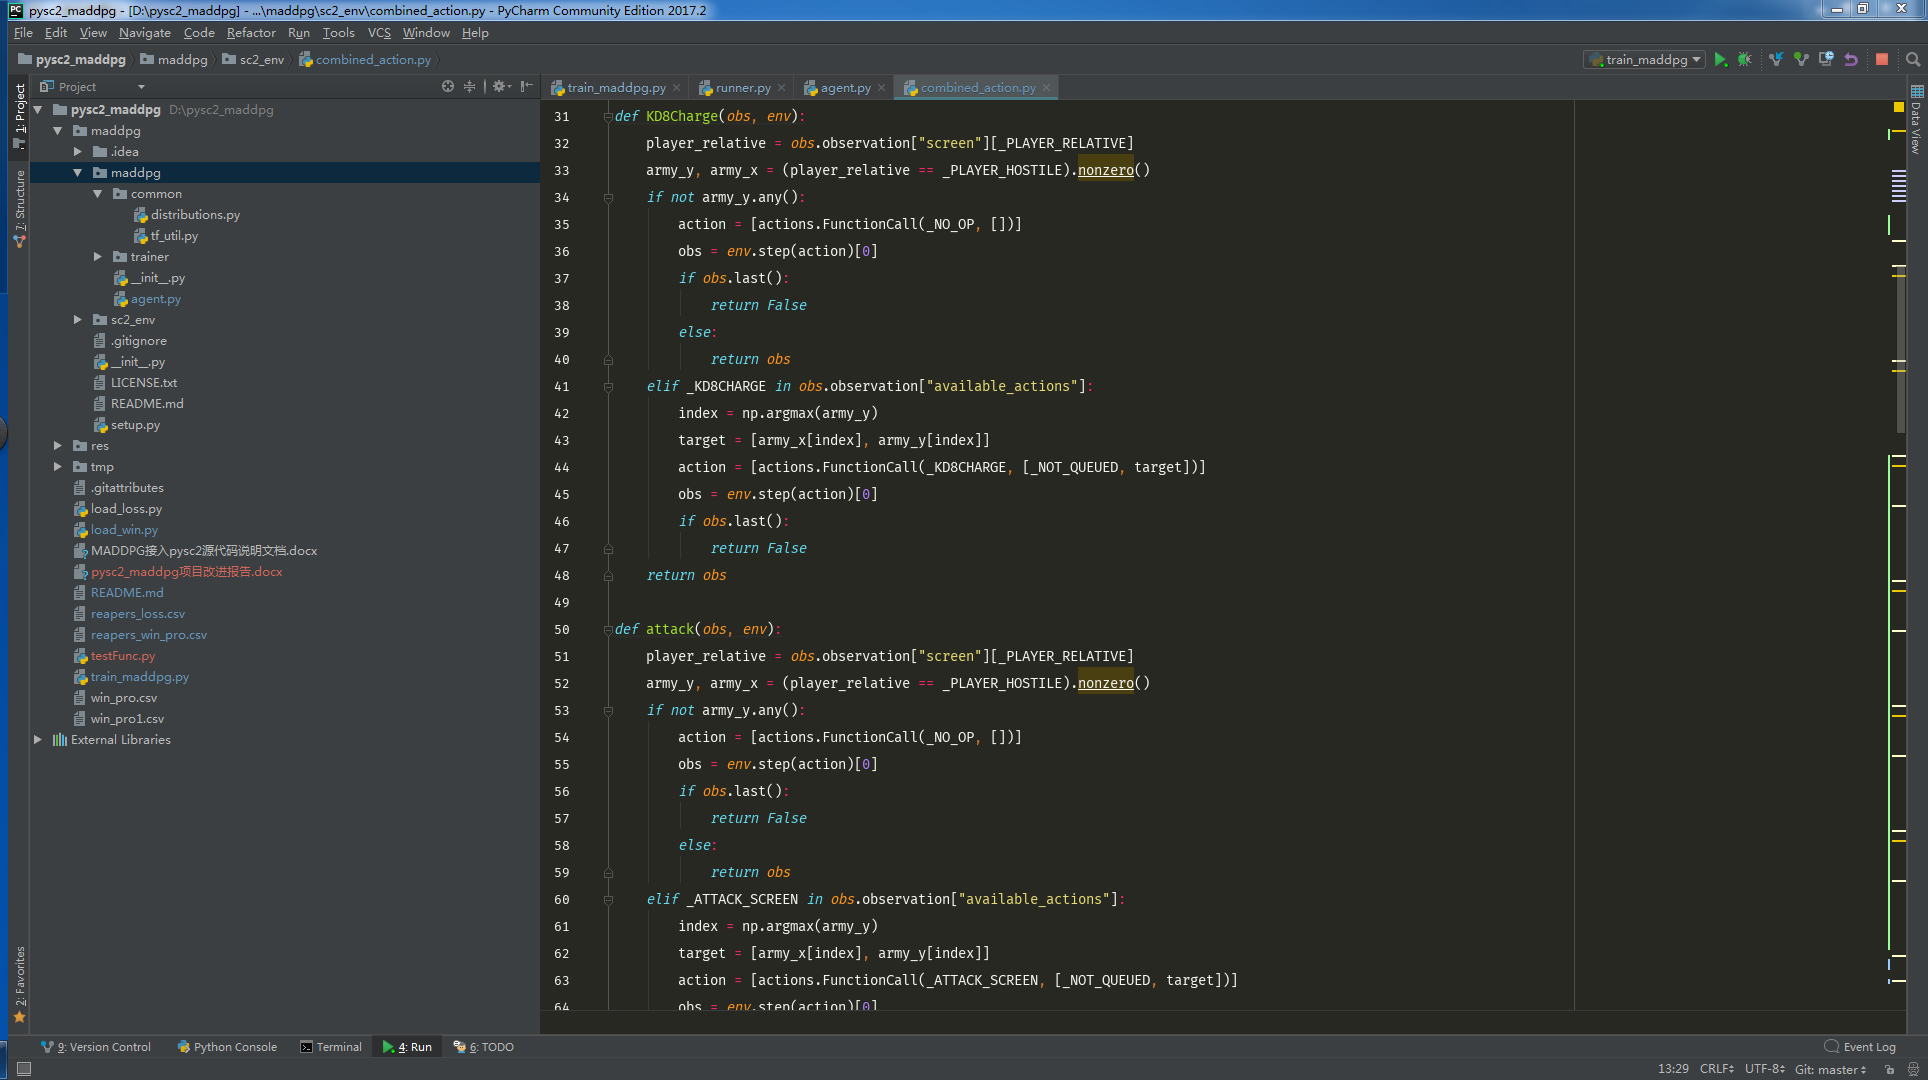 pysc2_maddpg - [D:\pysc2_maddpg] - ...\maddpg\sc2_env\combined_action.py - PyCharm Community Edition 2017.2
File Edit View Navigate Code Refactor Run Tools VCS Window Help
pysc2_maddpg maddpg sc2_env combined_action.py train_maddpg
Project
train_maddpg.py runner.py agent.py combined_action.py
1: Project
7: Structure
2: Favorites
Data View
pysc2_maddpg D:\pysc2_maddpg
maddpg
.idea
maddpg
common
distributions.py
tf_util.py
trainer
__init__.py
agent.py
sc2_env
.gitignore
__init__.py
LICENSE.txt
README.md
setup.py
res
tmp
.gitattributes
load_loss.py
load_win.py
MADDPG接入pysc2源代码说明文档.docx
pysc2_maddpg项目改进报告.docx
README.md
reapers_loss.csv
reapers_win_pro.csv
testFunc.py
train_maddpg.py
win_pro.csv
win_pro1.csv
External Libraries
31 def KD8Charge(obs, env):
32 player_relative = obs.observation["screen"][_PLAYER_RELATIVE]
33 army_y, army_x = (player_relative == _PLAYER_HOSTILE).nonzero()
34 if not army_y.any():
35 action = [actions.FunctionCall(_NO_OP, [])]
36 obs = env.step(action)[0]
37 if obs.last():
38 return False
39 else:
40 return obs
41 elif _KD8CHARGE in obs.observation["available_actions"]:
42 index = np.argmax(army_y)
43 target = [army_x[index], army_y[index]]
44 action = [actions.FunctionCall(_KD8CHARGE, [_NOT_QUEUED, target])]
45 obs = env.step(action)[0]
46 if obs.last():
47 return False
48 return obs
49
50 def attack(obs, env):
51 player_relative = obs.observation["screen"][_PLAYER_RELATIVE]
52 army_y, army_x = (player_relative == _PLAYER_HOSTILE).nonzero()
53 if not army_y.any():
54 action = [actions.FunctionCall(_NO_OP, [])]
55 obs = env.step(action)[0]
56 if obs.last():
57 return False
58 else:
59 return obs
60 elif _ATTACK_SCREEN in obs.observation["available_actions"]:
61 index = np.argmax(army_y)
62 target = [army_x[index], army_y[index]]
63 action = [actions.FunctionCall(_ATTACK_SCREEN, [_NOT_QUEUED, target])]
64 obs = env.step(action)[0]
9: Version Control Python Console Terminal 4: Run 6: TODO Event Log
13:29 CRLF UTF-8 Git: master